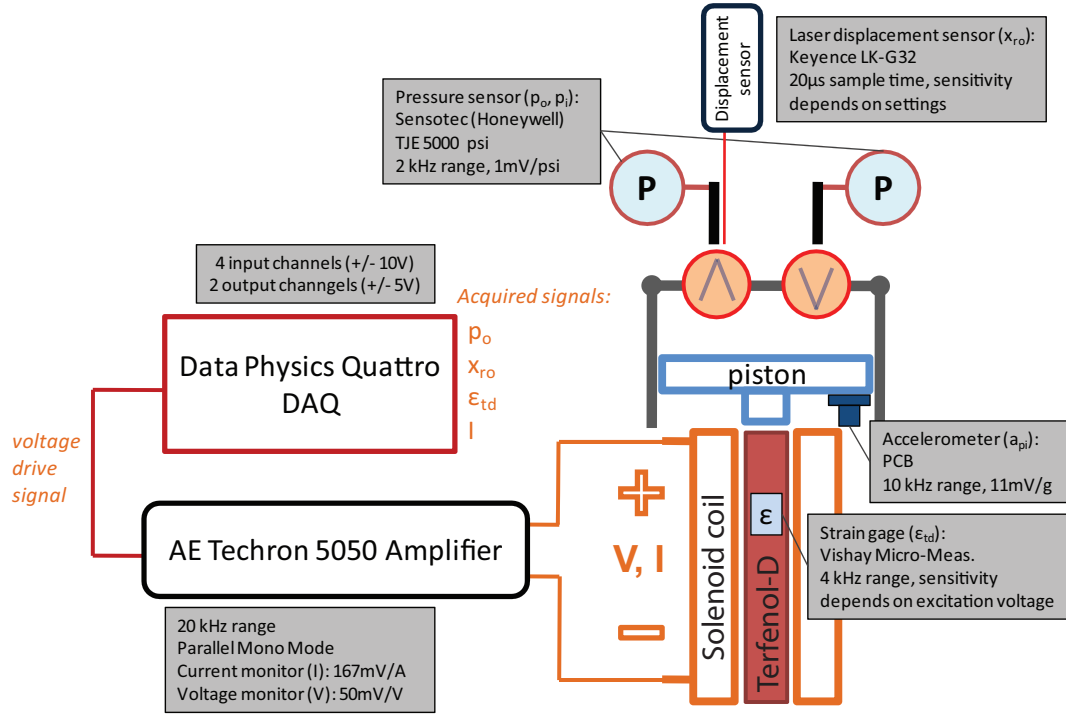 Displacement
sensor
Laser displacement sensor (xro):
Keyence LK-G32
20µs sample time, sensitivity
depends on settings
Pressure sensor (po, pi):
Sensotec (Honeywell)
TJE 5000 psi
2 kHz range, 1mV/psi
P
P
4 input channels (+/- 10V)
2 output channgels (+/- 5V)
Acquired signals:
po
xro
εtd
I
Data Physics Quattro
DAQ
piston
voltage
drive
signal
Accelerometer (api):
PCB
10 kHz range, 11mV/g
AE Techron 5050 Amplifier
+
V, I
−
Solenoid coil
Terfenol-D
ε
Strain gage (εtd):
Vishay Micro-Meas.
4 kHz range, sensitivity
depends on excitation voltage
20 kHz range
Parallel Mono Mode
Current monitor (I): 167mV/A
Voltage monitor (V): 50mV/V